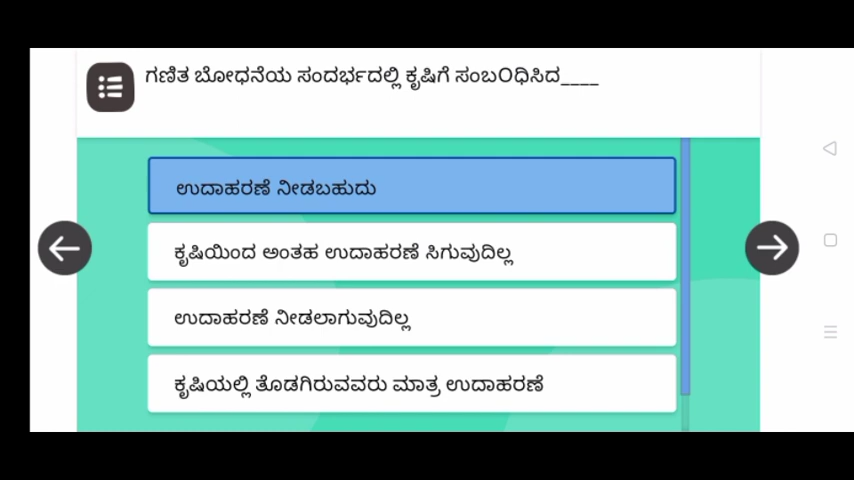 ಗಣಿತ ಬೋಧನೆಯ ಸಂದರ್ಭದಲ್ಲಿ ಕೃಷಿಗೆ ಸಂಬ೦ಧಿಸಿದ____
ಉದಾಹರಣೆ ನೀಡಬಹುದು
ಕೃಷಿಯಿಂದ ಅಂತಹ ಉದಾಹರಣೆ ಸಿಗುವುದಿಲ್ಲ
ಉದಾಹರಣೆ ನೀಡಲಾಗುವುದಿಲ್ಲ
ಕೃಷಿಯಲ್ಲಿ ತೊಡಗಿರುವವರು ಮಾತ್ರ ಉದಾಹರಣೆ